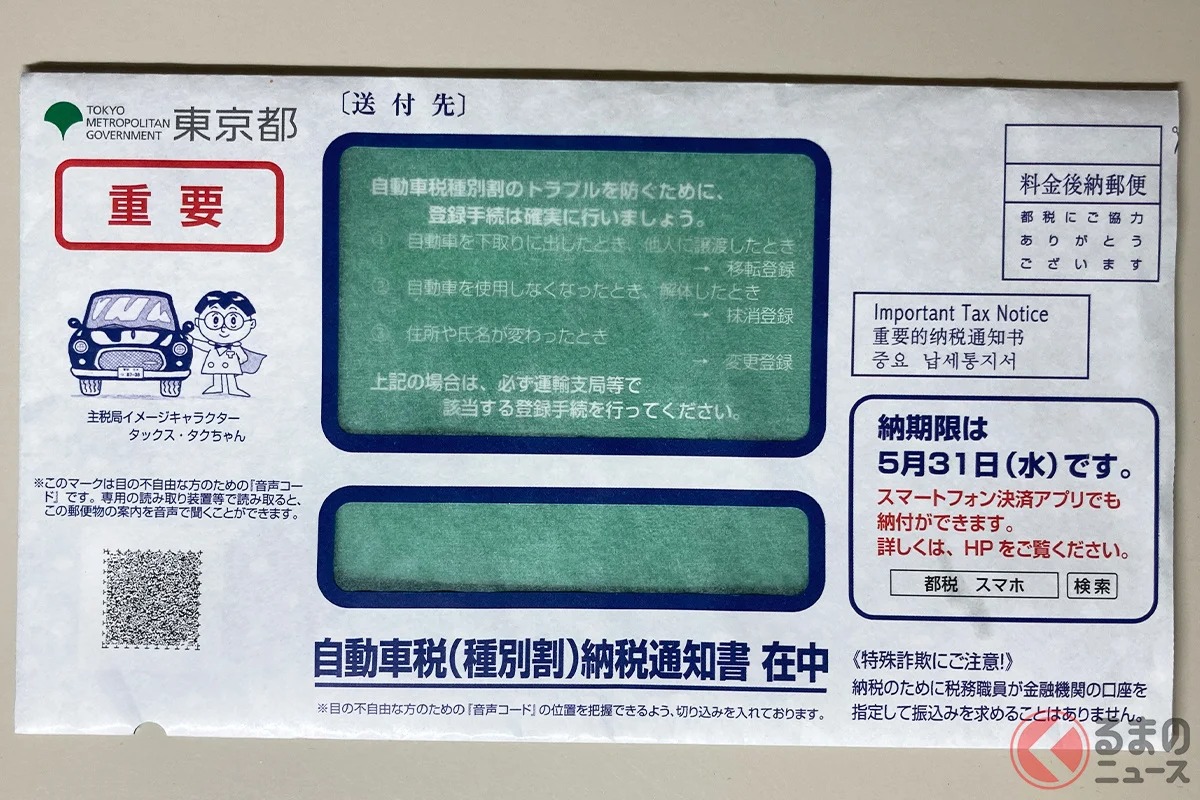 TOKYO
METROPOLITAN
GOVERNMENT
東京都
重要
主税局イメージキャラクター
タックス・タクちゃん
※このマークは目の不自由な方のための『音声コー
ド』です。専用の読み取り装置等で読み取ると、
この郵便物の案内を音声で聞くことができます。
〔送付先〕
自動車税種別割のトラブルを防ぐために、
登録手続は確実に行いましょう。
① 自動車を下取りに出したとき、他人に譲渡したとき
→ 移転登録
② 自動車を使用しなくなったとき、解体したとき
→ 抹消登録
③ 住所や氏名が変わったとき
→ 変更登録
上記の場合は、必ず運輸支局等で
該当する登録手続を行ってください。
自動車税(種別割)納税通知書 在中
※目の不自由な方のための『音声コード』の位置を把握できるよう、切り込みを入れております。
料金後納郵便
都税にご協力
ありがとう
ございます
Important Tax Notice
重要的纳税通知书
중요 납세통지서
納期限は
5月31日(水)です。
スマートフォン決済アプリでも
納付ができます。
詳しくは、HPをご覧ください。
都税 スマホ 検索
《特殊詐欺にご注意!》
納税のために税務職員が金融機関の口座を
指定して振込みを求めることはありません。
くるまの
ニュース